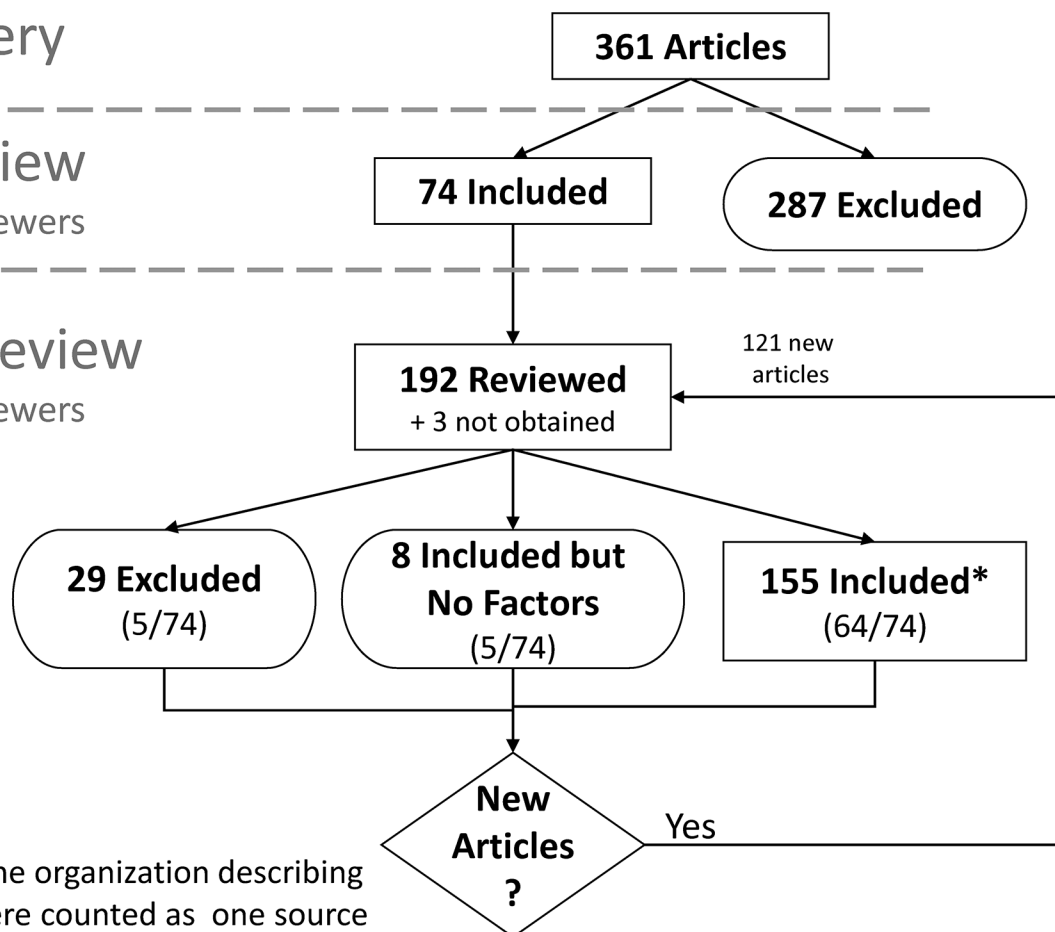 ery
361 Articles
iew
ewers
74 Included
287 Excluded
eview
ewers
192 Reviewed
+ 3 not obtained
121 new
articles
29 Excluded
(5/74)
8 Included but
No Factors
(5/74)
155 Included*
(64/74)
New
Articles
?
Yes
ne organization describing
ere counted as one source